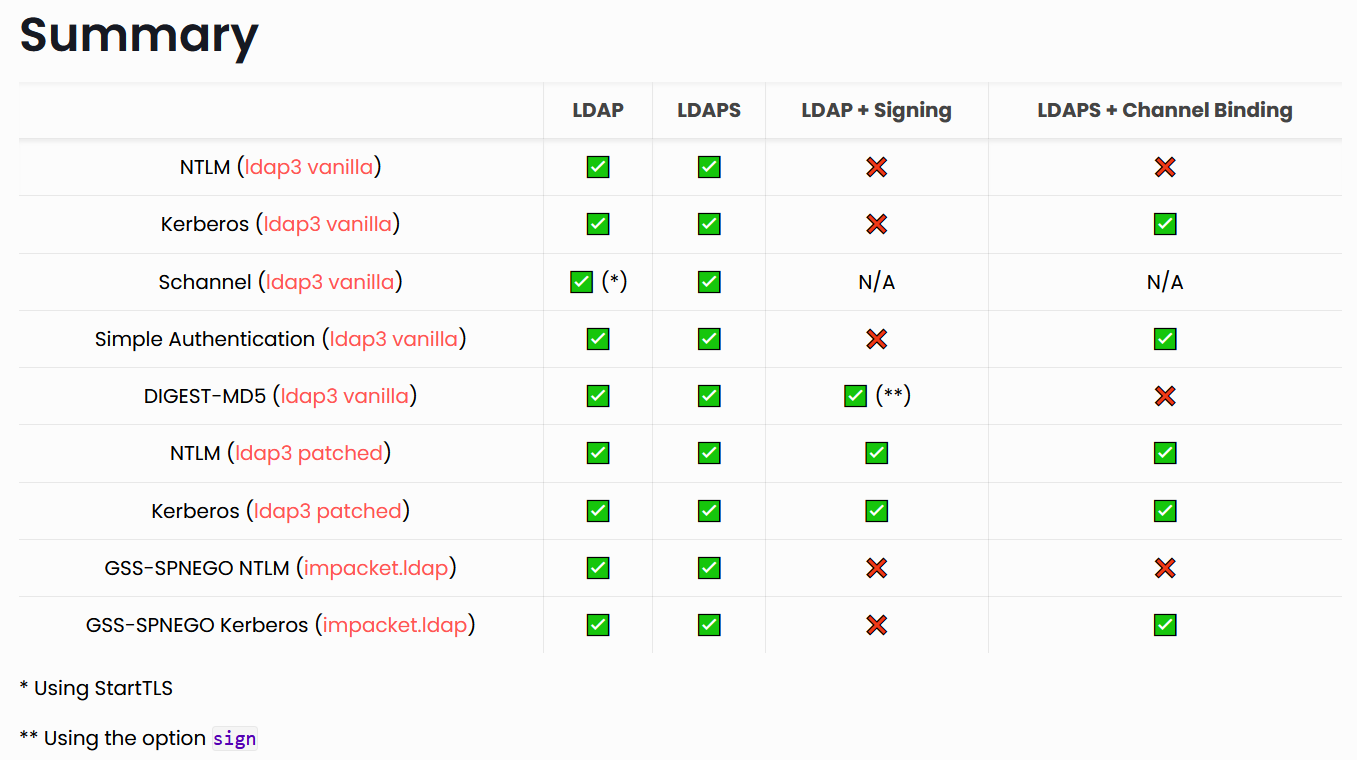 Summary
LDAP LDAPS LDAP + Signing LDAPS + Channel Binding
NTLM (ldap3 vanilla) ✅ ✅ ❌ ❌
Kerberos (ldap3 vanilla) ✅ ✅ ❌ ✅
Schannel (ldap3 vanilla) ✅ (*) ✅ N/A N/A
Simple Authentication (ldap3 vanilla) ✅ ✅ ❌ ✅
DIGEST-MD5 (ldap3 vanilla) ✅ ✅ ✅ (**) ❌
NTLM (ldap3 patched) ✅ ✅ ✅ ✅
Kerberos (ldap3 patched) ✅ ✅ ✅ ✅
GSS-SPNEGO NTLM (impacket.ldap) ✅ ✅ ❌ ❌
GSS-SPNEGO Kerberos (impacket.ldap) ✅ ✅ ❌ ✅
* Using StartTLS
** Using the option sign